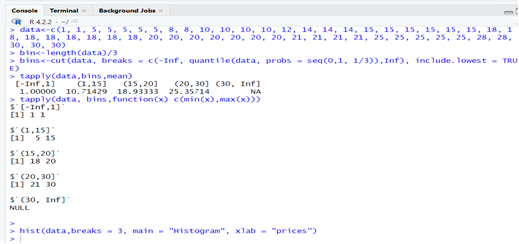 Console Terminal × Background Jobs ×
R 4.2.2 · ~/
> data<-c(1, 1, 5, 5, 5, 5, 5, 8, 8, 10, 10, 10, 10, 12, 14, 14, 14, 15, 15, 15, 15, 15, 15, 18, 1
8, 18, 18, 18, 18, 18, 18, 20, 20, 20, 20, 20, 20, 20, 21, 21, 21, 21, 25, 25, 25, 25, 25, 28, 28,
30, 30, 30)
> bin<-length(data)/3
> bins<-cut(data, breaks = c(-Inf, quantile(data, probs = seq(0,1, 1/3)),Inf), include.lowest = TRU
E)
> tapply(data,bins,mean)
[-Inf,1] (1,15] (15,20] (20,30] (30, Inf]
1.00000 10.71429 18.93333 25.35714 NA
> tapply(data, bins,function(x) c(min(x),max(x)))
$`[-Inf,1]`
[1] 1 1
$`(1,15]`
[1] 5 15
$`(15,20]`
[1] 18 20
$`(20,30]`
[1] 21 30
$`(30, Inf]`
NULL
>
> hist(data,breaks = 3, main = "Histogram", xlab = "prices")
>